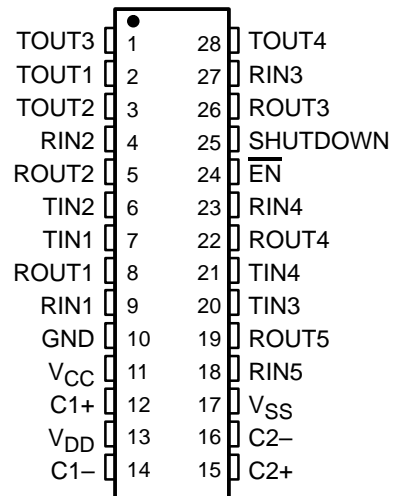 TOUT3 1 28 TOUT4
TOUT1 2 27 RIN3
TOUT2 3 26 ROUT3
RIN2 4 25 SHUTDOWN
ROUT2 5 24 E̅N̅
TIN2 6 23 RIN4
TIN1 7 22 ROUT4
ROUT1 8 21 TIN4
RIN1 9 20 TIN3
GND 10 19 ROUT5
VCC 11 18 RIN5
C1+ 12 17 VSS
VDD 13 16 C2–
C1– 14 15 C2+